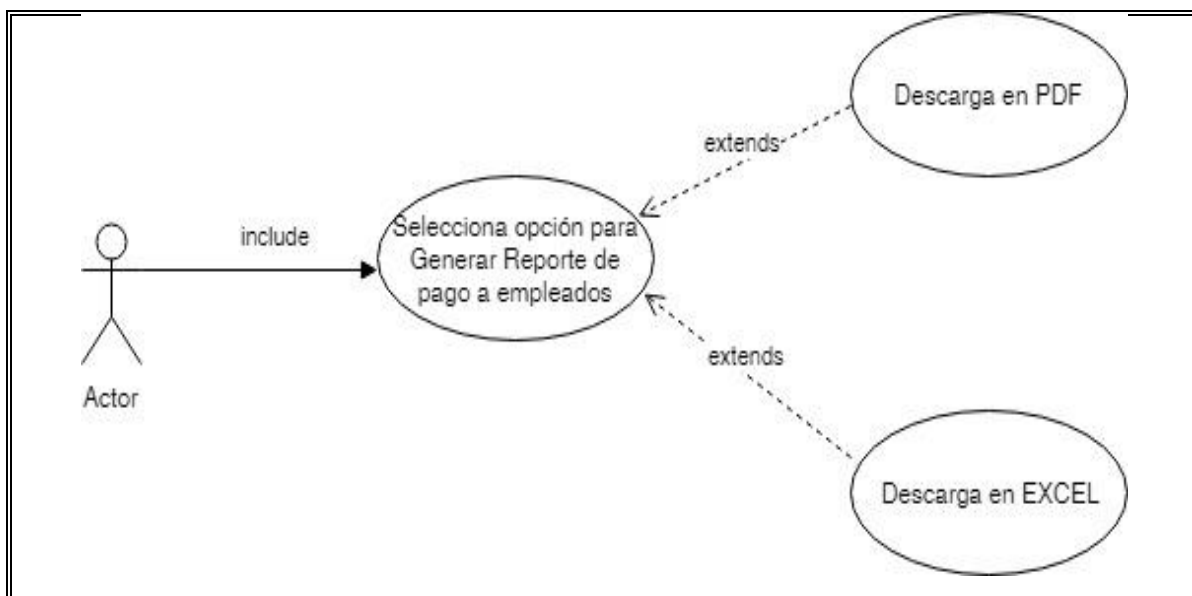 Descarga en PDF
extends
Selecciona opción para
Generar Reporte de
pago a empleados
include
extends
Actor
Descarga en EXCEL